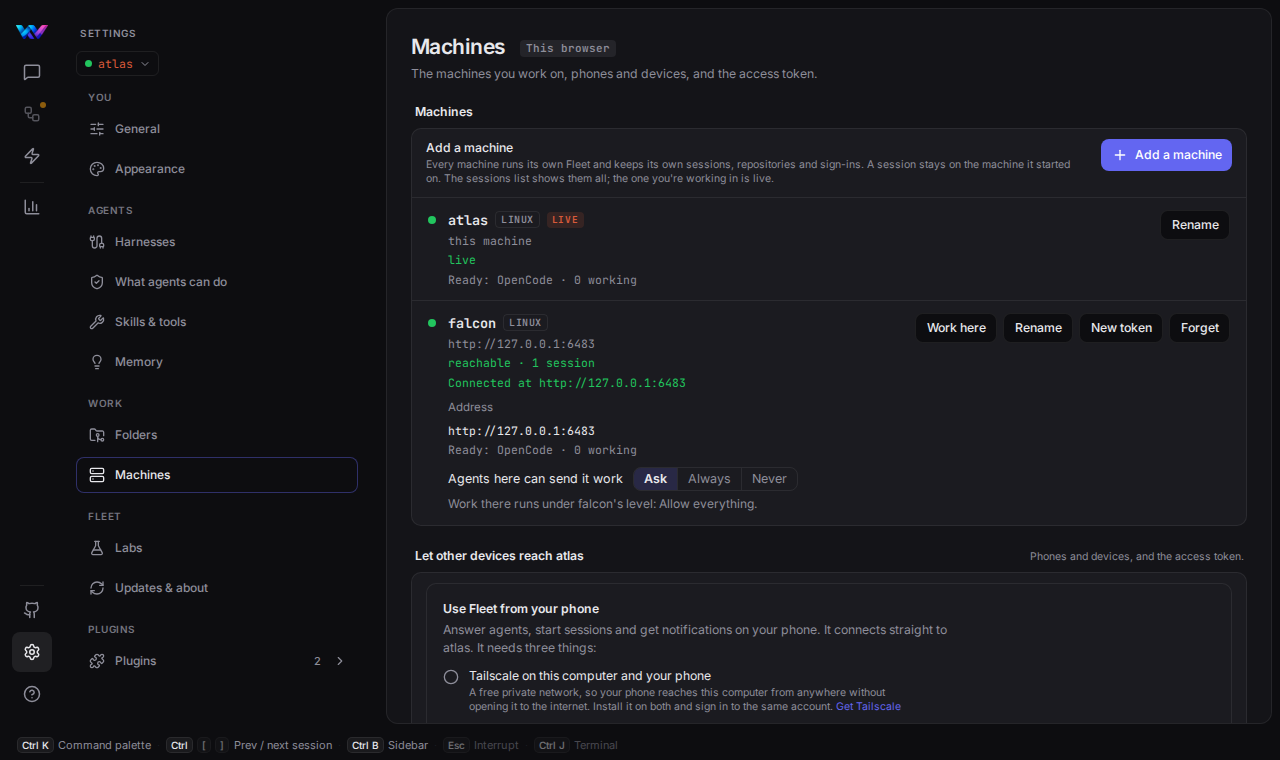 SETTINGS
atlas
YOU
General
Appearance
AGENTS
Harnesses
What agents can do
Skills & tools
Memory
WORK
Folders
Machines
FLEET
Labs
Updates & about
PLUGINS
Plugins 2
Machines This browser
The machines you work on, phones and devices, and the access token.
Machines
Add a machine
Every machine runs its own Fleet and keeps its own sessions, repositories and sign-ins. A session stays on the machine it started
on. The sessions list shows them all; the one you're working in is live.
+ Add a machine
atlas LINUX LIVE
Rename
this machine
live
Ready: OpenCode · 0 working
falcon LINUX
Work here Rename New token Forget
http://127.0.0.1:6483
reachable · 1 session
Connected at http://127.0.0.1:6483
Address
http://127.0.0.1:6483
Ready: OpenCode · 0 working
Agents here can send it work Ask Always Never
Work there runs under falcon's level: Allow everything.
Let other devices reach atlas
Phones and devices, and the access token.
Use Fleet from your phone
Answer agents, start sessions and get notifications on your phone. It connects straight to
atlas. It needs three things:
Tailscale on this computer and your phone
A free private network, so your phone reaches this computer from anywhere without
opening it to the internet. Install it on both and sign in to the same account. Get Tailscale
Ctrl K Command palette Ctrl [ ] Prev / next session Ctrl B Sidebar Esc Interrupt Ctrl J Terminal